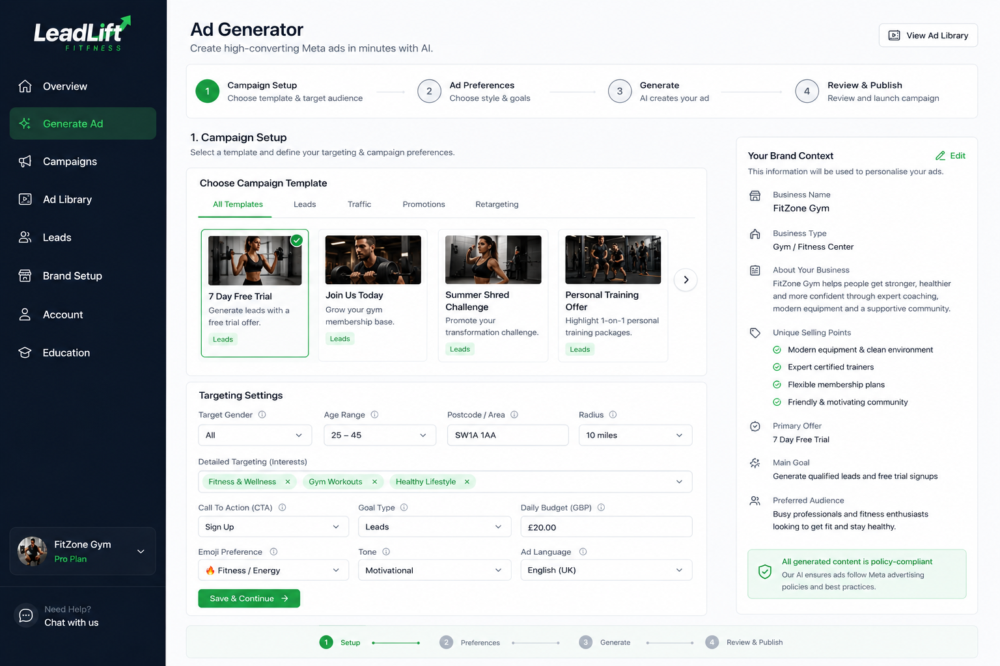 LeadLift
FITFNESS
Overview
Generate Ad
Campaigns
Ad Library
Leads
Brand Setup
Account
Education
FitZone Gym
Pro Plan
Need Help?
Chat with us
Ad Generator
Create high-converting Meta ads in minutes with AI.
View Ad Library
1
Campaign Setup
Choose template & target audience
2
Ad Preferences
Choose style & goals
3
Generate
AI creates your ad
4
Review & Publish
Review and launch campaign
1. Campaign Setup
Select a template and define your targeting & campaign preferences.
Choose Campaign Template
All Templates
Leads
Traffic
Promotions
Retargeting
7 Day Free Trial
Generate leads with a
free trial offer.
Leads
Join Us Today
Grow your gym
membership base.
Leads
Summer Shred
Challenge
Promote your
transformation challenge.
Leads
Personal Training
Offer
Highlight 1-on-1 personal
training packages.
Leads
Targeting Settings
Target Gender
All
Age Range
25 – 45
Postcode / Area
SW1A 1AA
Radius
10 miles
Detailed Targeting (Interests)
Fitness & Wellness ×
Gym Workouts ×
Healthy Lifestyle ×
Call To Action (CTA)
Sign Up
Goal Type
Leads
Daily Budget (GBP)
£20.00
Emoji Preference
🔥 Fitness / Energy
Tone
Motivational
Ad Language
English (UK)
Save & Continue →
Your Brand Context
Edit
This information will be used to personalise your ads.
Business Name
FitZone Gym
Business Type
Gym / Fitness Center
About Your Business
FitZone Gym helps people get stronger, healthier
and more confident through expert coaching,
modern equipment and a supportive community.
Unique Selling Points
Modern equipment & clean environment
Expert certified trainers
Flexible membership plans
Friendly & motivating community
Primary Offer
7 Day Free Trial
Main Goal
Generate qualified leads and free trial signups
Preferred Audience
Busy professionals and fitness enthusiasts
looking to get fit and stay healthy.
All generated content is policy-compliant
Our AI ensures ads follow Meta advertising
policies and best practices.
1 Setup
2 Preferences
3 Generate
4 Review & Publish